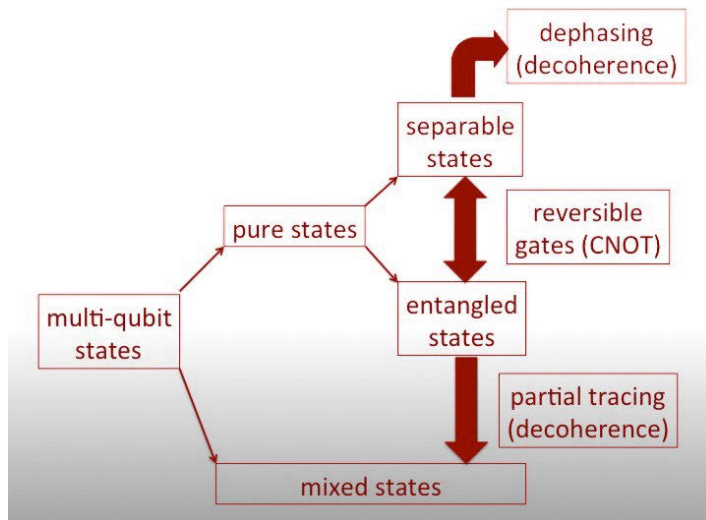 dephasing
(decoherence)
separable
states
reversible
gates (CNOT)
pure states
entangled
states
multi-qubit
states
partial tracing
(decoherence)
mixed states